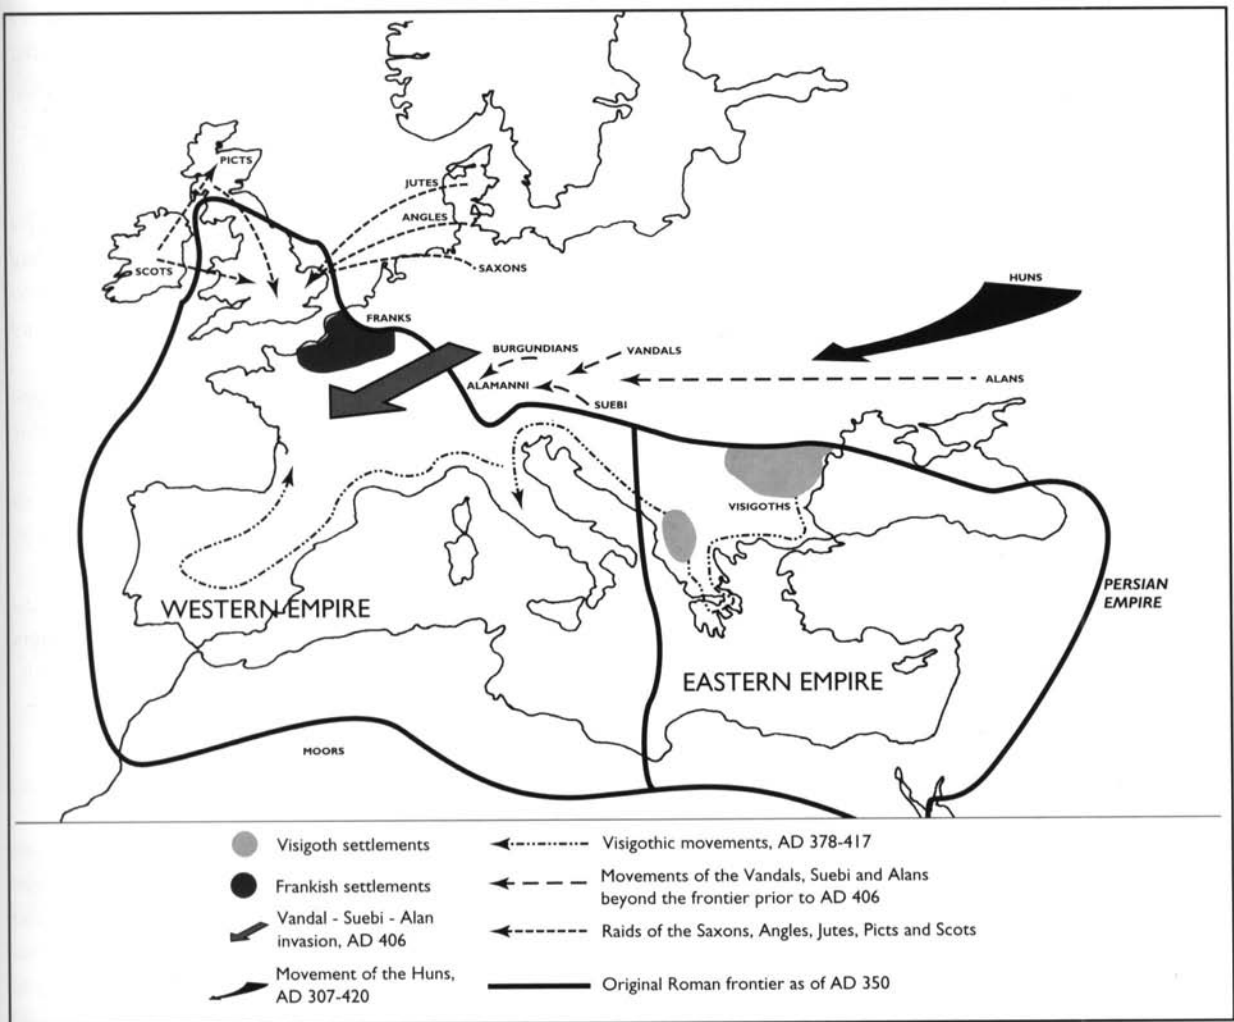 PICTS
JUTES
ANGLES
SCOTS
SAXONS
HUNS
FRANKS
BURGUNDIANS
VANDALS
ALAMANNI
ALANS
SUEBI
VISIGOTHS
WESTERN EMPIRE
PERSIAN
EMPIRE
EASTERN EMPIRE
MOORS
Visigoth settlements
Frankish settlements
Vandal - Suebi - Alan
invasion, AD 406
Movement of the Huns,
AD 307-420
Visigothic movements, AD 378-417
Movements of the Vandals, Suebi and Alans
beyond the frontier prior to AD 406
Raids of the Saxons, Angles, Jutes, Picts and Scots
Original Roman frontier as of AD 350